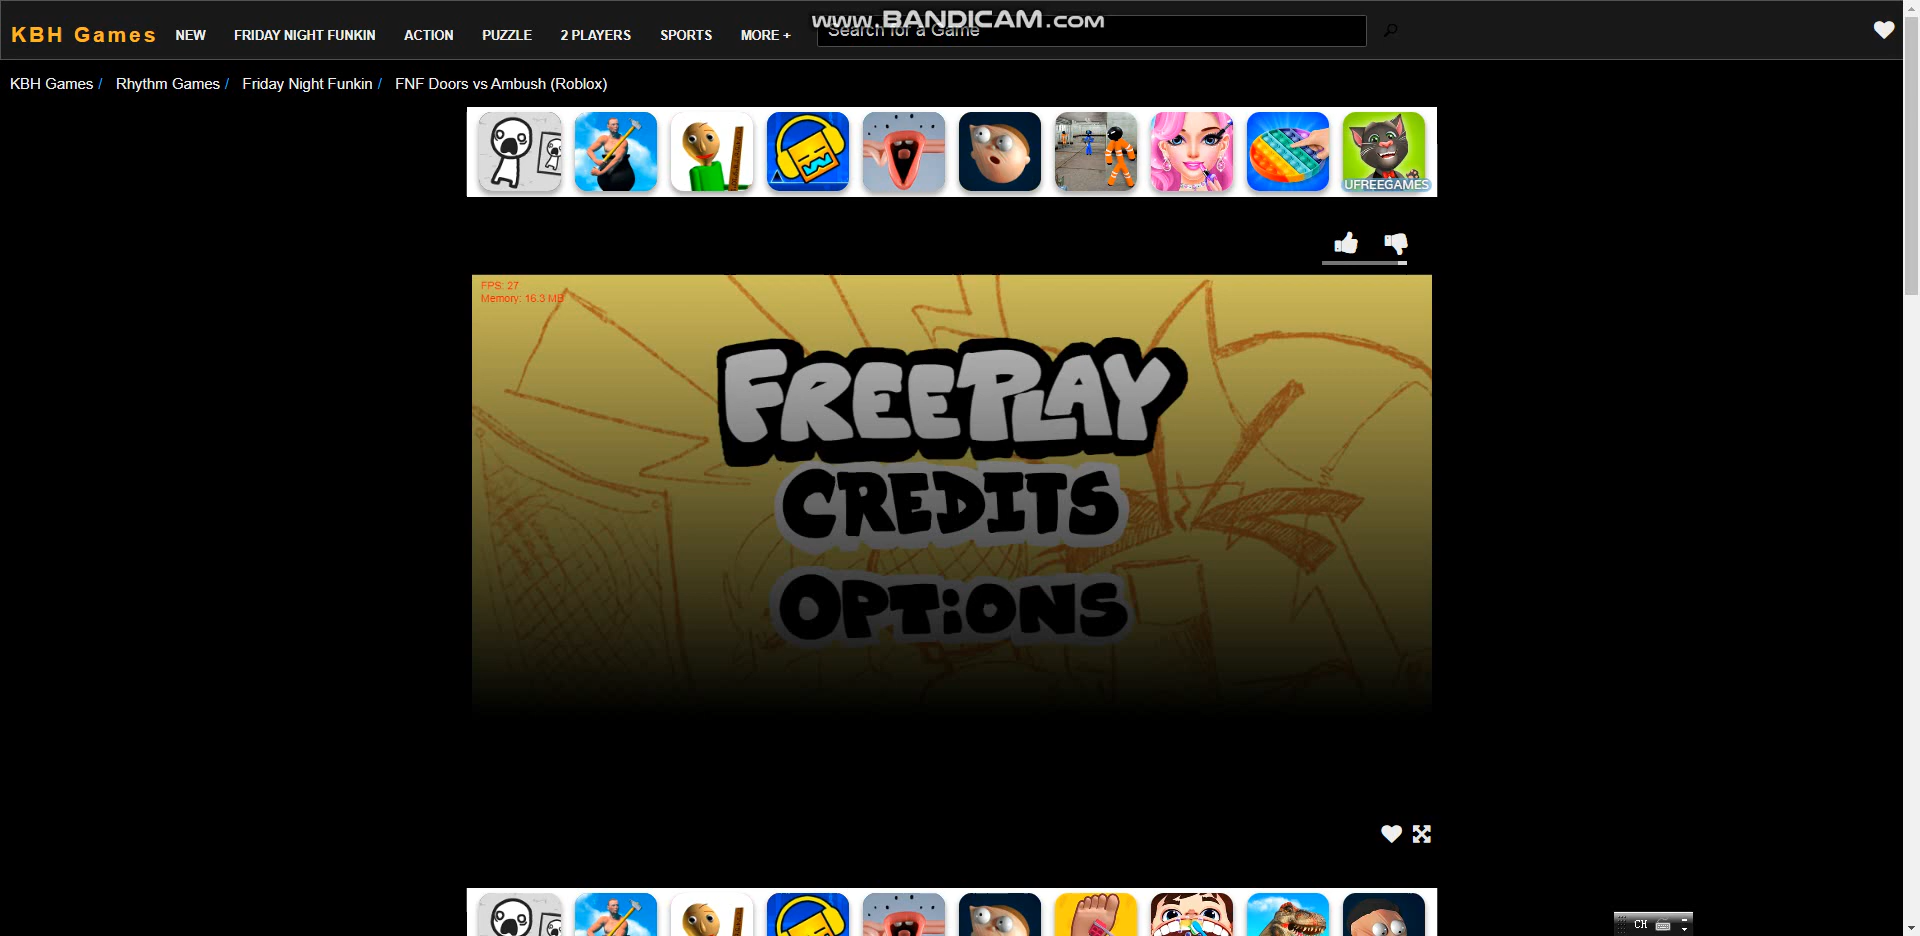 www.BANDICAM.COM
KBH Games
NEW
FRIDAY NIGHT FUNKIN
ACTION
PUZZLE
2 PLAYERS
SPORTS
MORE +
Search for a Game
KBH Games / Rhythm Games / Friday Night Funkin / FNF Doors vs Ambush (Roblox)
UFREEGAMES
FPS: 27
Memory: 16.3 MB
FREEPLAY
CREDITS
OPTiONS
CH